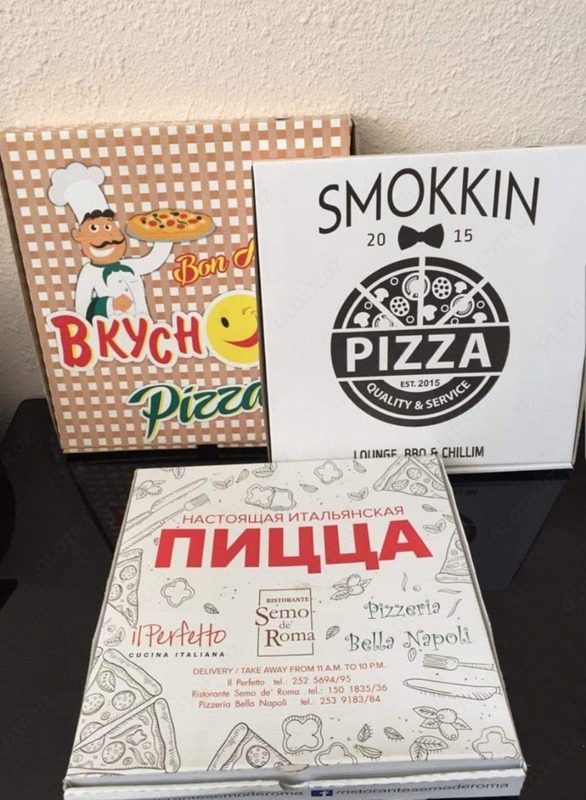 Bon
ВКУСН
Pizza
SMOKKIN
20 15
PIZZA
EST. 2015
QUALITY & SERVICE
LOUNGE, BBQ & CHILLIM
НАСТОЯЩАЯ ИТАЛЬЯНСКАЯ
ПИЦЦА
il Perfetto
CUCINA ITALIANA
RISTORANTE
Semo
de'
Roma
Pizzeria
Bella Napoli
DELIVERY / TAKE AWAY FROM 11 A.M. TO 10 P.M.
Il Perfetto tel.: 252 5694/95
Ristorante Semo de' Roma tel.: 150 1835/36
Pizzeria Bella Napoli tel.: 253 9183/84
ristorantesemoderoma